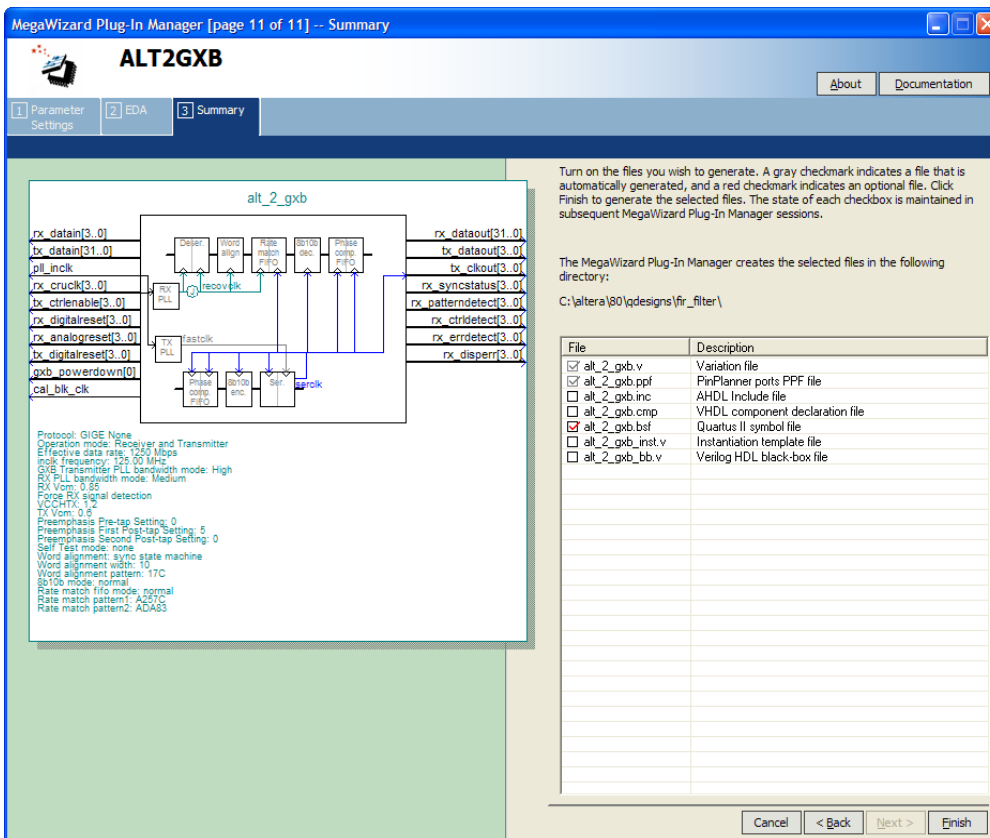 MegaWizard Plug-In Manager [page 11 of 11] -- Summary
ALT2GXB
About
Documentation
1 Parameter Settings
2 EDA
3 Summary
alt_2_gxb
rx_datain[3..0]
tx_datain[31..0]
pll_inclk
rx_cruclk[3..0]
tx_ctrlenable[3..0]
rx_digitalreset[3..0]
rx_analogreset[3..0]
tx_digitalreset[3..0]
gxb_powerdown[0]
cal_blk_clk
Deser.
Word align
Rate match FIFO
8b10b dec.
Phase comp. FIFO
RX PLL
recovclk
TX PLL
fastclk
Phase comp. FIFO
8b10b enc.
Ser.
serclk
rx_dataout[31..0]
tx_dataout[3..0]
tx_clkout[3..0]
rx_syncstatus[3..0]
rx_patterndetect[3..0]
rx_ctrldetect[3..0]
rx_errdetect[3..0]
rx_disperr[3..0]
Protocol: GIGE None
Operation mode: Receiver and Transmitter
Effective data rate: 1250 Mbps
inclk frequency: 125.00 MHz
GXB Transmitter PLL bandwidth mode: High
RX PLL bandwidth mode: Medium
RX Vcm: 0.85
Force RX signal detection
VCCHTX: 1.2
TX Vcm: 0.6
Preemphasis Pre-tap Setting: 0
Preemphasis First Post-tap Setting: 5
Preemphasis Second Post-tap Setting: 0
Self Test mode: none
Word alignment: sync state machine
Word alignment width: 10
Word alignment pattern: 17C
8b10b mode: normal
Rate match fifo mode: normal
Rate match pattern1: A257C
Rate match pattern2: ADA83
Turn on the files you wish to generate. A gray checkmark indicates a file that is
automatically generated, and a red checkmark indicates an optional file. Click
Finish to generate the selected files. The state of each checkbox is maintained in
subsequent MegaWizard Plug-In Manager sessions.
The MegaWizard Plug-In Manager creates the selected files in the following
directory:
C:\altera\80\qdesigns\fir_filter\
File Description
alt_2_gxb.v Variation file
alt_2_gxb.ppf PinPlanner ports PPF file
alt_2_gxb.inc AHDL Include file
alt_2_gxb.cmp VHDL component declaration file
alt_2_gxb.bsf Quartus II symbol file
alt_2_gxb_inst.v Instantiation template file
alt_2_gxb_bb.v Verilog HDL black-box file
Cancel
< Back
Next >
Finish